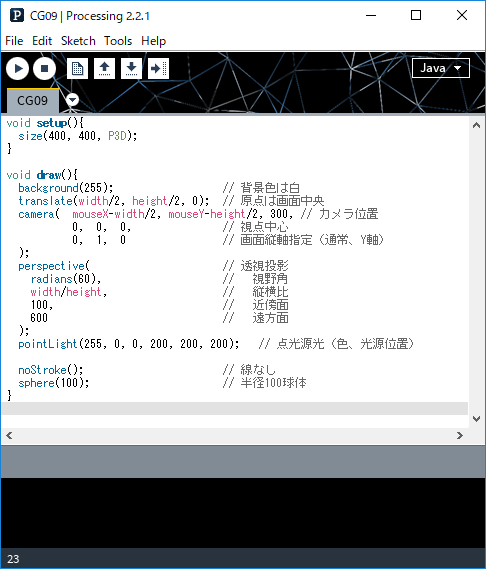 CG09 | Processing 2.2.1
File Edit Sketch Tools Help
Java
CG09
void setup(){
  size(400, 400, P3D);
}
void draw(){
  background(255);                  // 背景色は白
  translate(width/2, height/2, 0);  // 原点は画面中央
  camera(  mouseX-width/2, mouseY-height/2, 300, // カメラ位置
           0,  0,  0,               // 視点中心
           0,  1,  0                // 画面縦軸指定（通常、Y軸）
  );
  perspective(                      // 透視投影
    radians(60),                    //   視野角
    width/height,                   //   縦横比
    100,                            //   近傍面
    600                             //   遠方面
  );
  pointLight(255, 0, 0, 200, 200, 200);   // 点光源光（色、光源位置）
  noStroke();                       // 線なし
  sphere(100);                      // 半径100球体
}
23